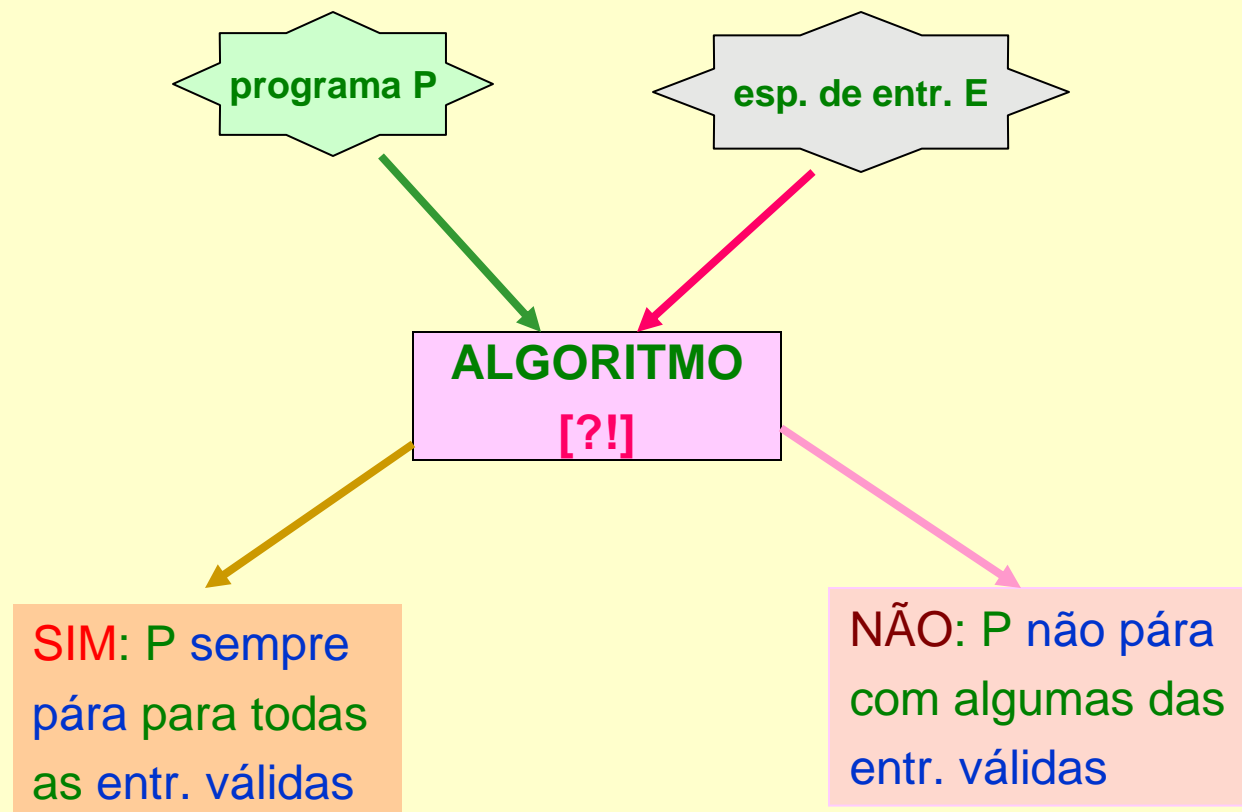 programa P
esp. de entr. E
ALGORITMO
[?!]
SIM: P sempre
pára para todas
as entr. válidas
NÃO: P não pára
com algumas das
entr. válidas